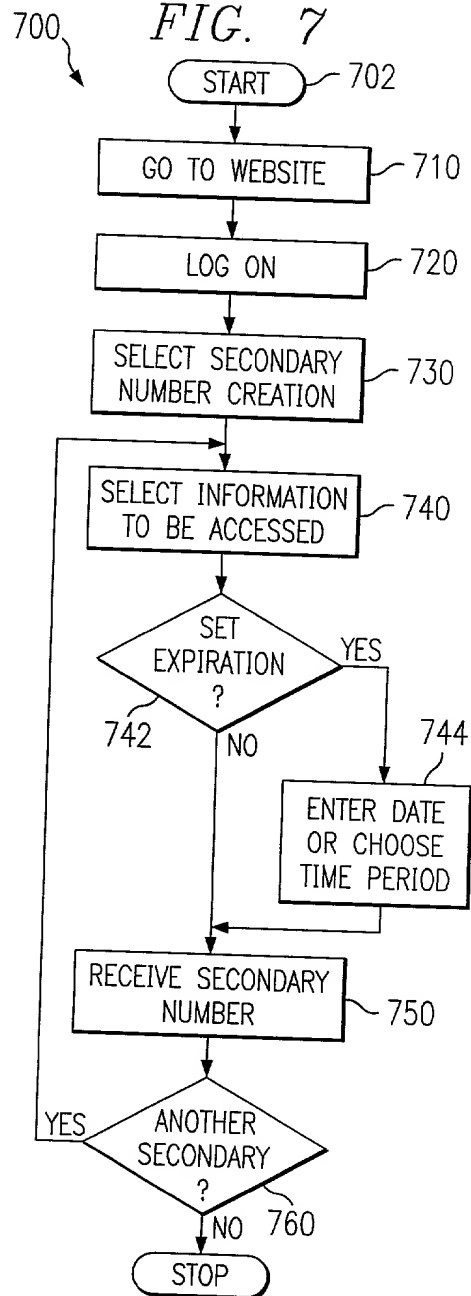 FIG. 7
700
START
702
GO TO WEBSITE
710
LOG ON
720
SELECT SECONDARY
NUMBER CREATION
730
SELECT INFORMATION
TO BE ACCESSED
740
SET
EXPIRATION
?
YES
742
NO
744
ENTER DATE
OR CHOOSE
TIME PERIOD
RECEIVE SECONDARY
NUMBER
750
YES
ANOTHER
SECONDARY
?
760
NO
STOP